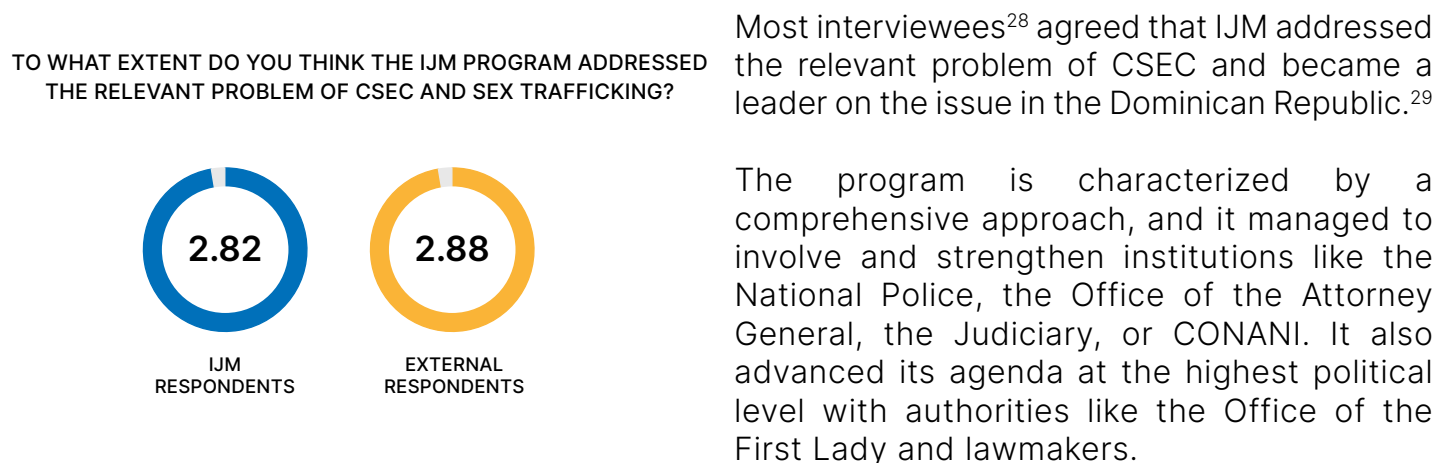 TO WHAT EXTENT DO YOU THINK THE IJM PROGRAM ADDRESSED
THE RELEVANT PROBLEM OF CSEC AND SEX TRAFFICKING?
2.82
2.88
IJM
RESPONDENTS
EXTERNAL
RESPONDENTS
Most interviewees²⁸ agreed that IJM addressed
the relevant problem of CSEC and became a
leader on the issue in the Dominican Republic.²⁹
The program is characterized by a
comprehensive approach, and it managed to
involve and strengthen institutions like the
National Police, the Office of the Attorney
General, the Judiciary, or CONANI. It also
advanced its agenda at the highest political
level with authorities like the Office of the
First Lady and lawmakers.